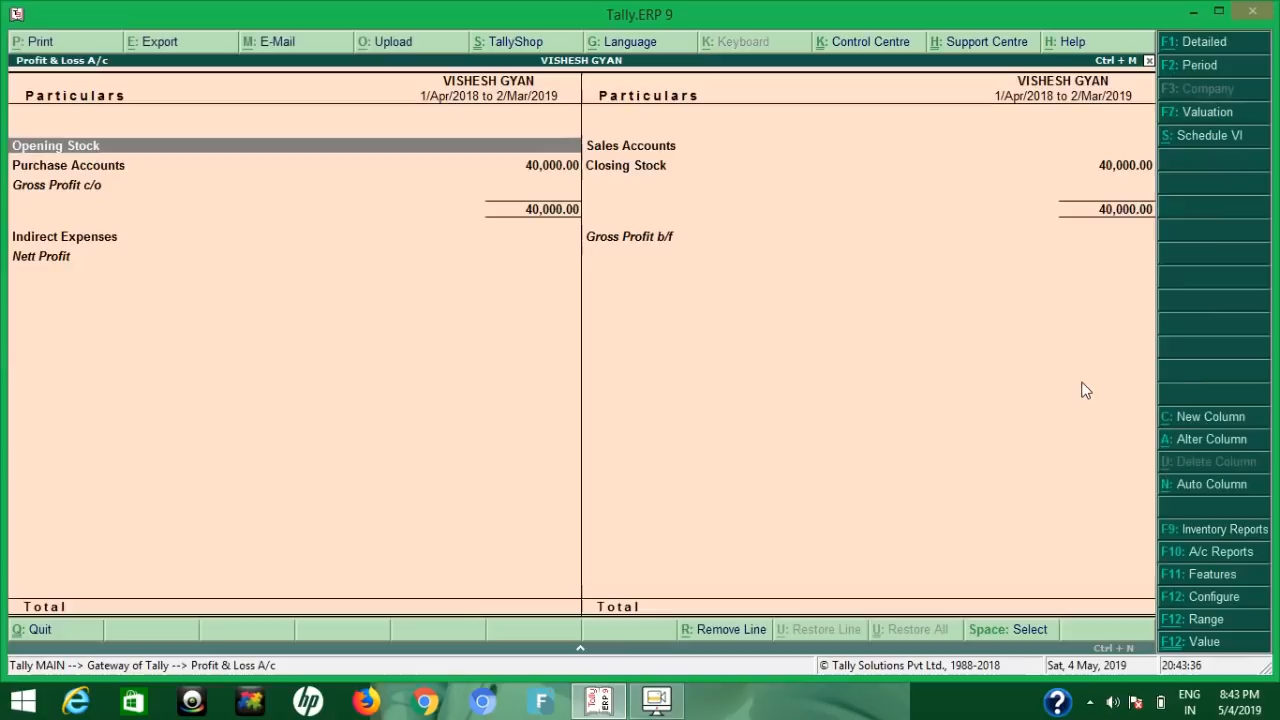 Tally.ERP 9
P: Print E: Export M: E-Mail O: Upload S: TallyShop G: Language K: Keyboard K: Control Centre H: Support Centre H: Help
Profit & Loss A/c VISHESH GYAN Ctrl + M
VISHESH GYAN VISHESH GYAN
Particulars 1/Apr/2018 to 2/Mar/2019 Particulars 1/Apr/2018 to 2/Mar/2019
Opening Stock Sales Accounts
Purchase Accounts 40,000.00 Closing Stock 40,000.00
Gross Profit c/o
40,000.00 40,000.00
Indirect Expenses Gross Profit b/f
Nett Profit
Total Total
Q: Quit R: Remove Line U: Restore Line U: Restore All Space: Select
Ctrl + N
F1: Detailed
F2: Period
F3: Company
F7: Valuation
S: Schedule VI
C: New Column
A: Alter Column
D: Delete Column
N: Auto Column
F9: Inventory Reports
F10: A/c Reports
F11: Features
F12: Configure
F12: Range
F12: Value
Tally MAIN --> Gateway of Tally --> Profit & Loss A/c © Tally Solutions Pvt Ltd., 1988-2018 Sat, 4 May, 2019 20:43:36
hp F Tally ERP 9 ? ENG 8:43 PM
IN 5/4/2019